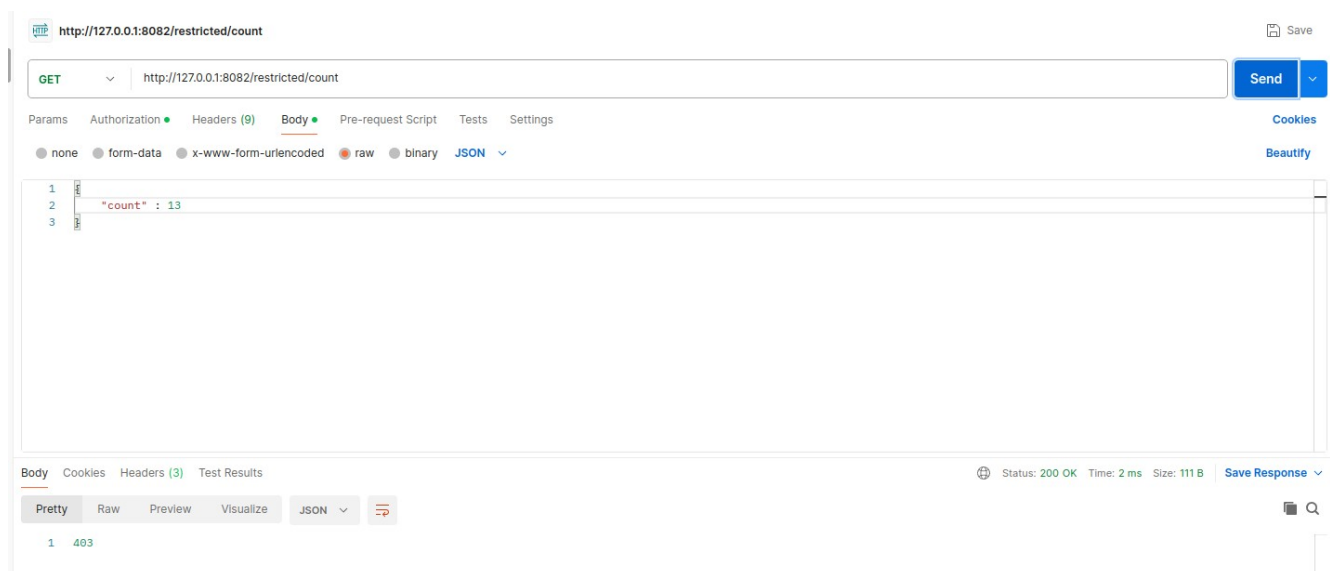 HTTP http://127.0.0.1:8082/restricted/count Save
GET http://127.0.0.1:8082/restricted/count Send
Params Authorization Headers (9) Body Pre-request Script Tests Settings Cookies
none form-data x-www-form-urlencoded raw binary JSON Beautify
1 {
2 "count" : 13
3 }
Body Cookies Headers (3) Test Results Status: 200 OK Time: 2 ms Size: 111 B Save Response
Pretty Raw Preview Visualize JSON
1 403